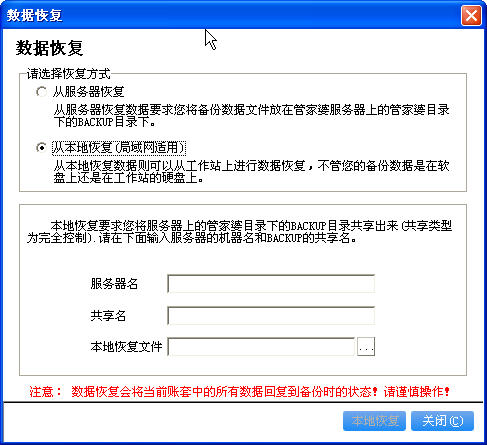 数据恢复
数据恢复
请选择恢复方式
从服务器恢复
从服务器恢复数据要求您将备份数据文件放在管家婆服务器上的管家婆目录
下的BACKUP目录下。
从本地恢复(局域网适用)
从本地恢复数据则可以从工作站上进行数据恢复，不管您的备份数据是在软
盘上还是在工作站的硬盘上。
本地恢复要求您将服务器上的管家婆目录下的BACKUP目录共享出来(共享类型
为完全控制).请在下面输入服务器的机器名和BACKUP的共享名。
服务器名
共享名
本地恢复文件 ...
注意： 数据恢复会将当前账套中的所有数据回复到备份时的状态！请谨慎操作！
本地恢复 关闭(C)